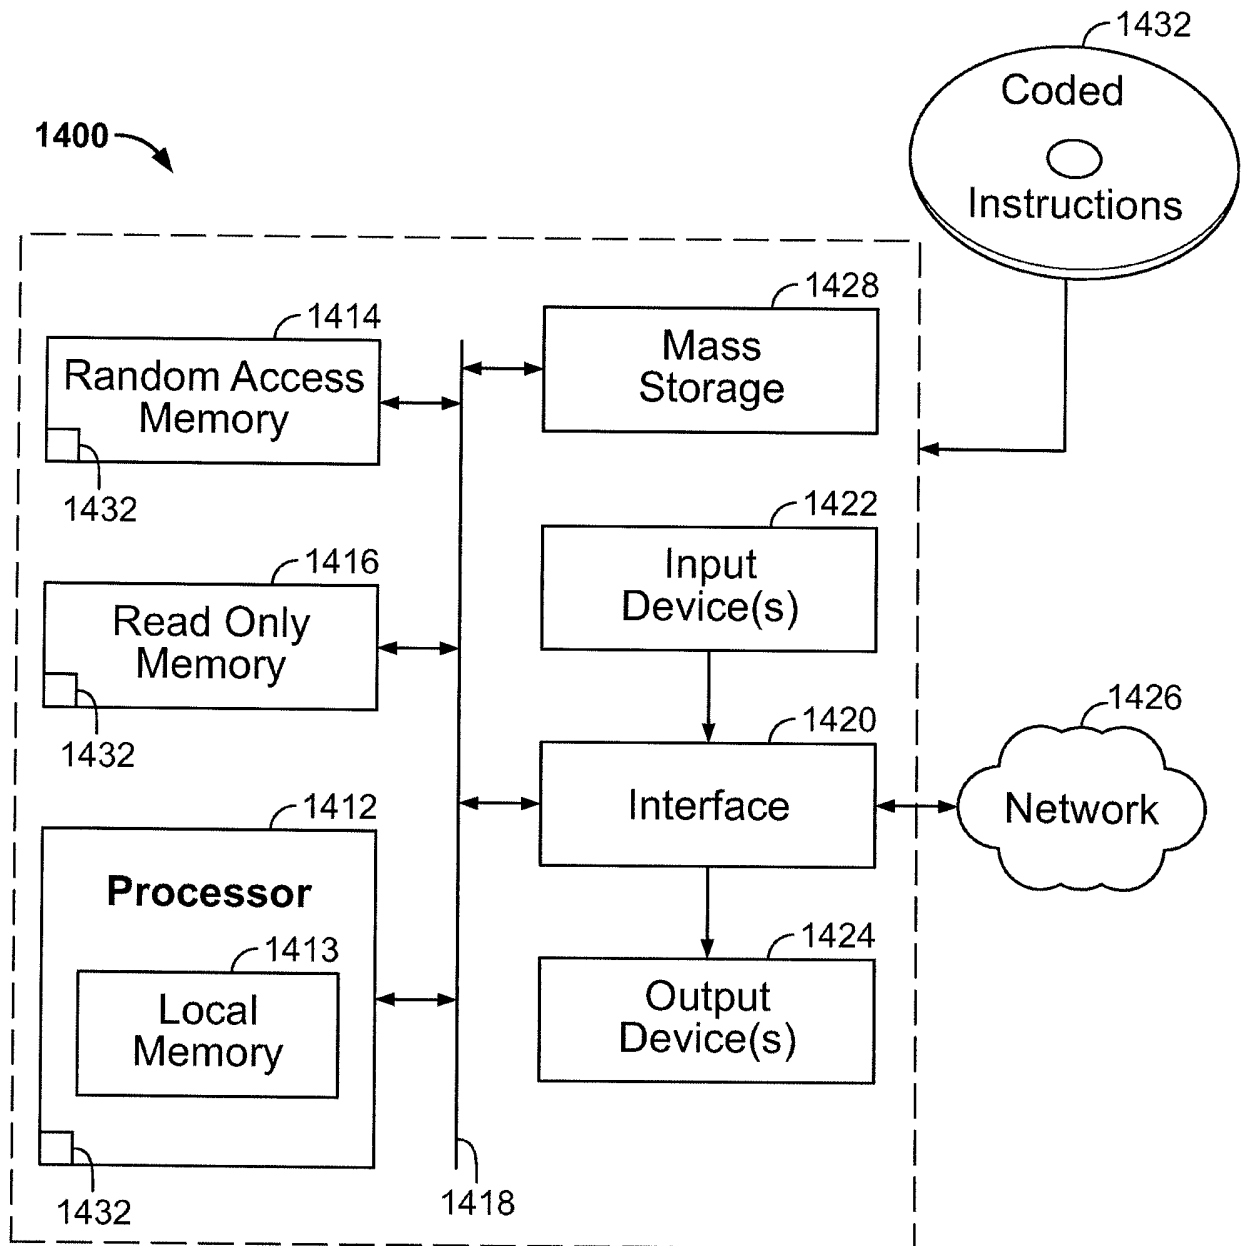 1432
Coded
Instructions
1400
1428
Mass
Storage
1414
Random Access
Memory
1432
1422
Input
Device(s)
1416
Read Only
Memory
1432
1420
Interface
1426
Network
1412
Processor
1413
Local
Memory
1432
1424
Output
Device(s)
1418